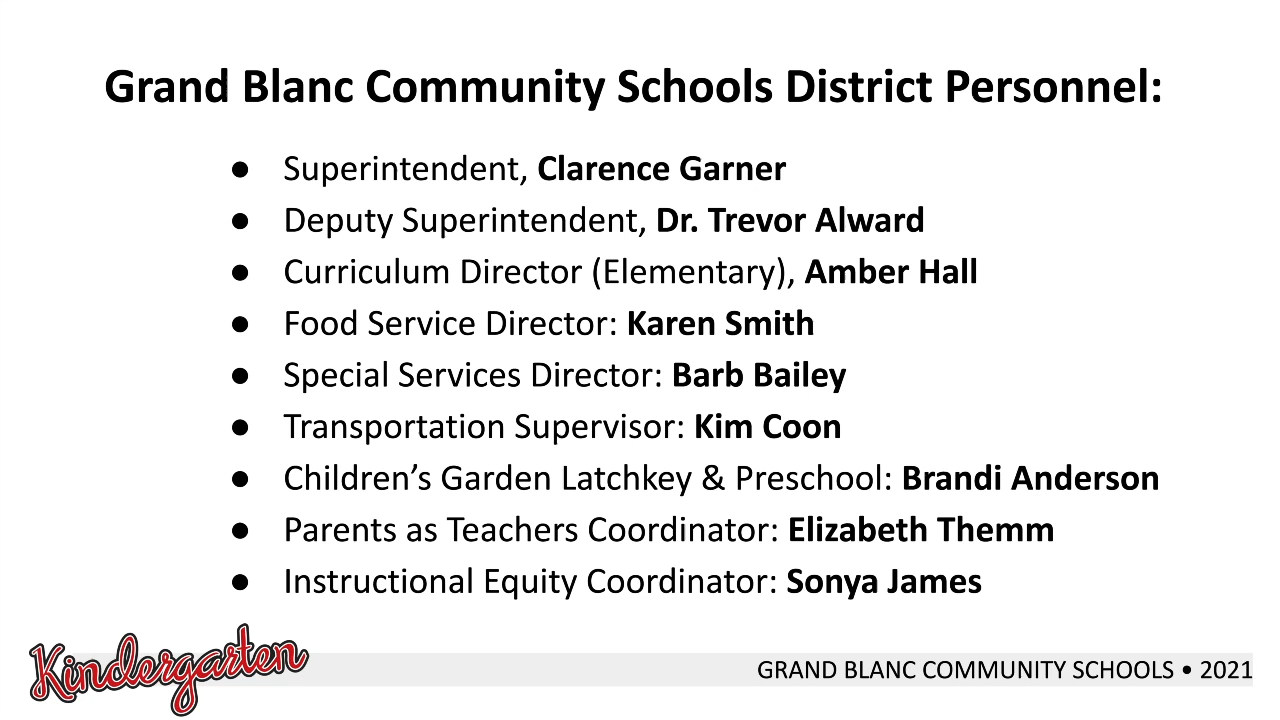 Grand Blanc Community Schools District Personnel:
● Superintendent, Clarence Garner
● Deputy Superintendent, Dr. Trevor Alward
● Curriculum Director (Elementary), Amber Hall
● Food Service Director: Karen Smith
● Special Services Director: Barb Bailey
● Transportation Supervisor: Kim Coon
● Children’s Garden Latchkey & Preschool: Brandi Anderson
● Parents as Teachers Coordinator: Elizabeth Themm
● Instructional Equity Coordinator: Sonya James
Kindergarten
GRAND BLANC COMMUNITY SCHOOLS • 2021